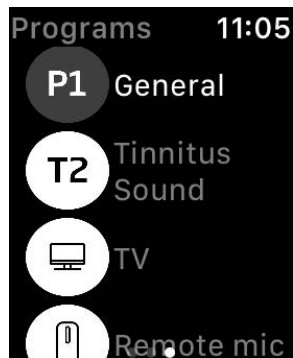 Programs 11:05
P1 General
T2 Tinnitus
Sound
TV
Remote mic